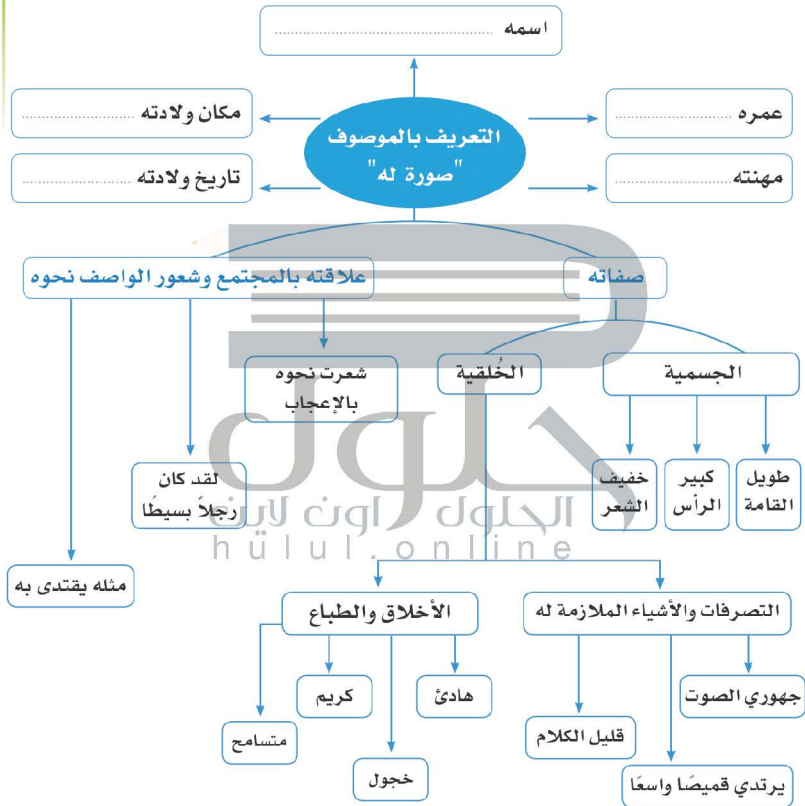 اسمه ........................................
عمره ....................
مكان ولادته ....................
التعريف بالموصوف
"صورة له"
مهنته ....................
تاريخ ولادته ....................
صفاته
علاقته بالمجتمع وشعور الواصف نحوه
الجسمية
الخُلقية
شعرت نحوه
بالإعجاب
طويل
القامة
كبير
الرأس
خفيف
الشعر
لقد كان
رجلاً بسيطًا
حلول
الحلول اون لاين
hulul.online
مثله يقتدى به
التصرفات والأشياء الملازمة له
الأخلاق والطباع
جهوري الصوت
يرتدي قميصًا واسعًا
قليل الكلام
هادئ
خجول
كريم
متسامح